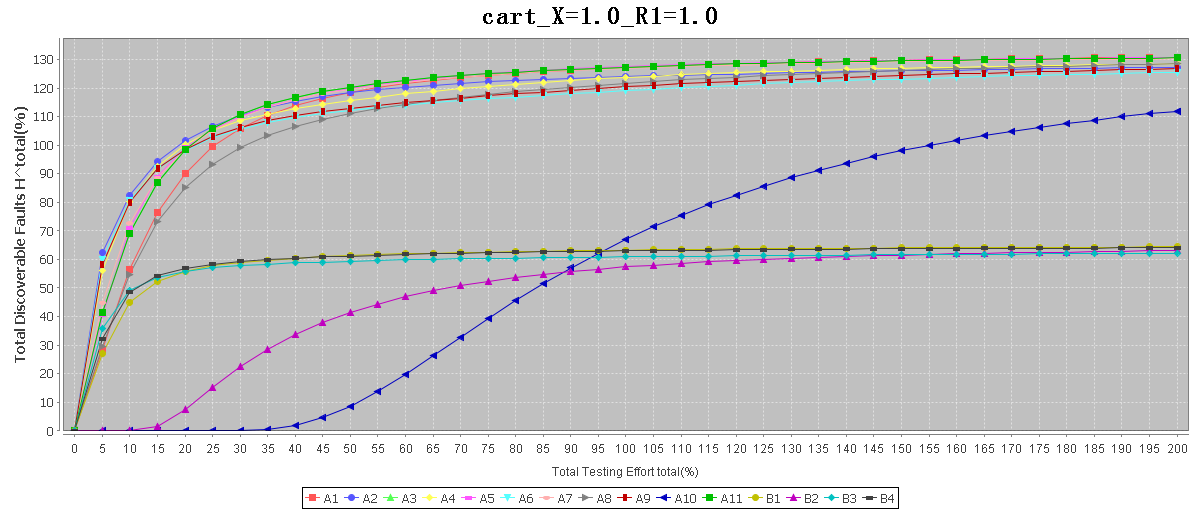 cart_X=1.0_R1=1.0
Total Discoverable Faults H^total(%)
130
120
110
100
90
80
70
60
50
40
30
20
10
0
0 5 10 15 20 25 30 35 40 45 50 55 60 65 70 75 80 85 90 95 100 105 110 115 120 125 130 135 140 145 150 155 160 165 170 175 180 185 190 195 200
Total Testing Effort total(%)
A1 A2 A3 A4 A5 A6 A7 A8 A9 A10 A11 B1 B2 B3 B4